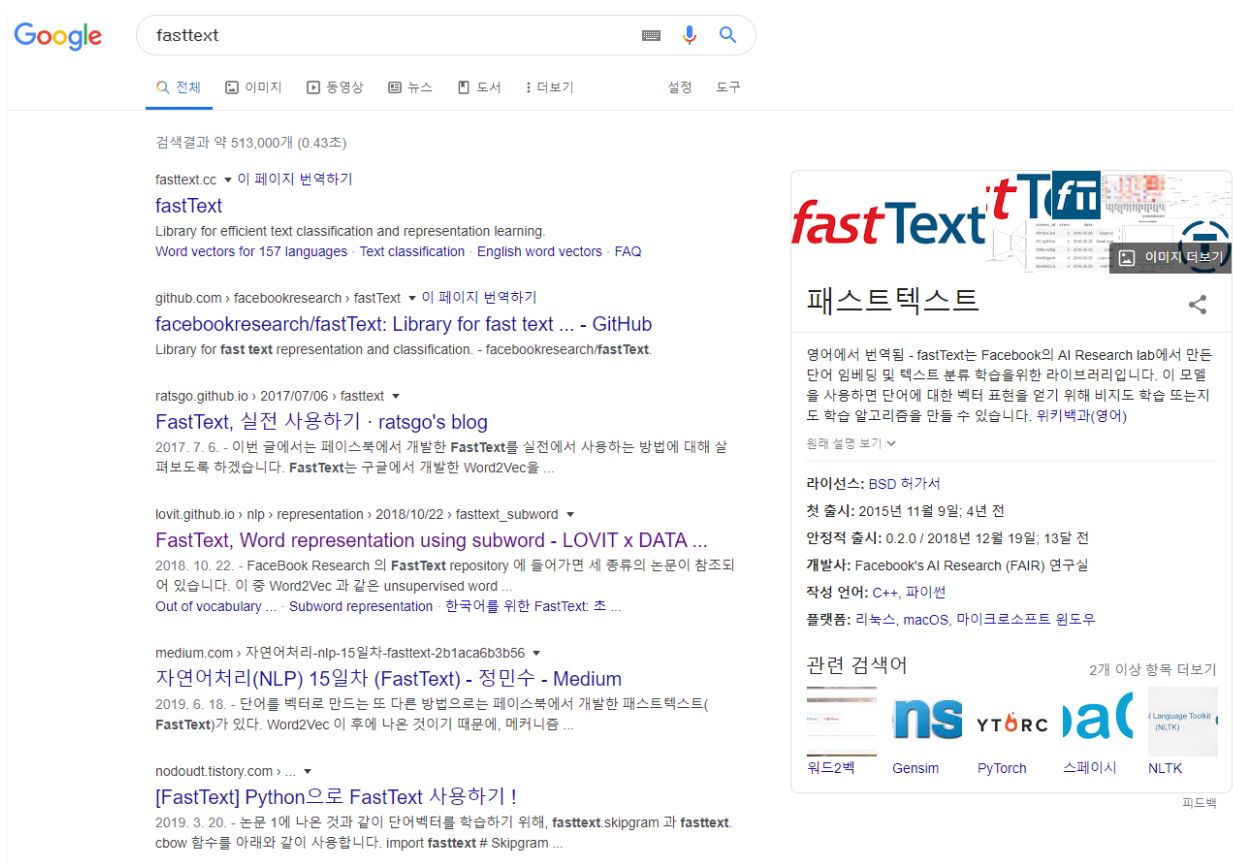 Google
fasttext
전체 이미지 동영상 뉴스 도서 더보기 설정 도구
검색결과 약 513,000개 (0.43초)
fasttext.cc ▼ 이 페이지 번역하기
fastText
Library for efficient text classification and representation learning.
Word vectors for 157 languages · Text classification · English word vectors · FAQ
github.com › facebookresearch › fastText ▼ 이 페이지 번역하기
facebookresearch/fastText: Library for fast text ... - GitHub
Library for fast text representation and classification. - facebookresearch/fastText.
ratsgo.github.io › 2017/07/06 › fasttext ▼
FastText, 실전 사용하기 · ratsgo's blog
2017. 7. 6. - 이번 글에서는 페이스북에서 개발한 FastText를 실전에서 사용하는 방법에 대해 살
펴보도록 하겠습니다. FastText는 구글에서 개발한 Word2Vec을 ...
lovit.github.io › nlp › representation › 2018/10/22 › fasttext_subword ▼
FastText, Word representation using subword - LOVIT x DATA ...
2018. 10. 22. - FaceBook Research 의 FastText repository 에 들어가면 세 종류의 논문이 참조되
어 있습니다. 이 중 Word2Vec 과 같은 unsupervised word ...
Out of vocabulary ... · Subword representation · 한국어를 위한 FastText: 초 ...
medium.com › 자연어처리-nlp-15일차-fasttext-2b1aca6b3b56 ▼
자연어처리(NLP) 15일차 (FastText) - 정민수 - Medium
2019. 6. 18. - 단어를 벡터로 만드는 또 다른 방법으로는 페이스북에서 개발한 패스트텍스트(
FastText)가 있다. Word2Vec 이 후에 나온 것이기 때문에, 메커니즘 ...
nodoudt.tistory.com › ... ▼
[FastText] Python으로 FastText 사용하기 !
2019. 3. 20. - 논문 1에 나온 것과 같이 단어벡터를 학습하기 위해, fasttext.skipgram 과 fasttext.
cbow 함수를 아래와 같이 사용합니다. import fasttext # Skipgram ...
fastText
이미지 더보기
패스트텍스트
영어에서 번역됨 - fastText는 Facebook의 AI Research lab에서 만든
단어 임베딩 및 텍스트 분류 학습을위한 라이브러리입니다. 이 모델
을 사용하면 단어에 대한 벡터 표현을 얻기 위해 비지도 학습 또는지
도 학습 알고리즘을 만들 수 있습니다. 위키백과(영어)
원래 설명 보기
라이선스: BSD 허가서
첫 출시: 2015년 11월 9일; 4년 전
안정적 출시: 0.2.0 / 2018년 12월 19일; 13달 전
개발사: Facebook's AI Research (FAIR) 연구실
작성 언어: C++, 파이썬
플랫폼: 리눅스, macOS, 마이크로소프트 윈도우
관련 검색어 2개 이상 항목 더보기
YTORC
l Language Toolkit
(NLTK)
워드2벡 Gensim PyTorch 스페이시 NLTK
피드백